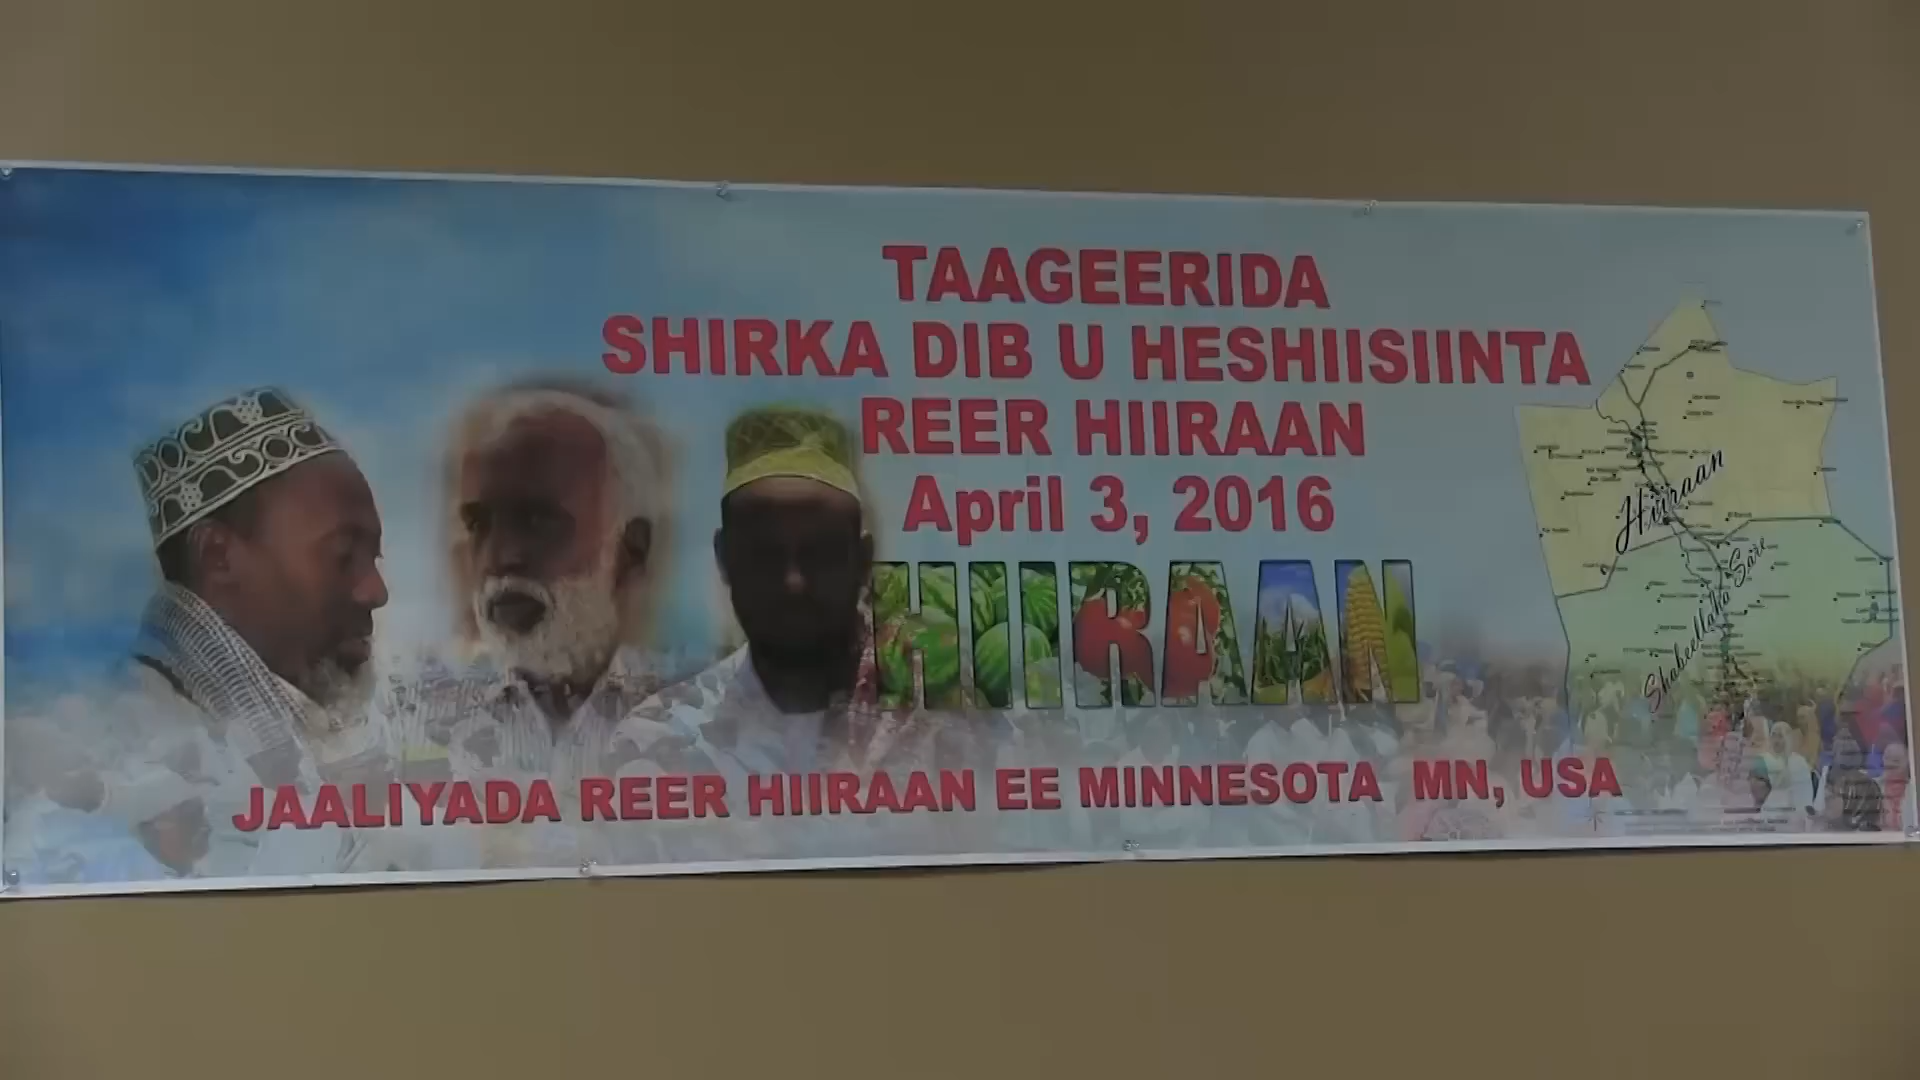 TAAGEERIDA
SHIRKA DIB U HESHIISIINTA
REER HIIRAAN
April 3, 2016
HIIRAAN
Hiiraan
Shabeellaha Sare
JAALIYADA REER HIIRAAN EE MINNESOTA MN, USA